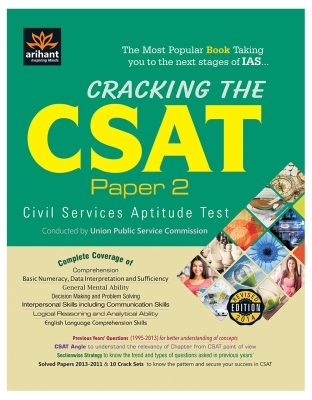 arihant
Inspiring Minds
The Most Popular Book Taking
you to the next stages of IAS...
CRACKING THE
CSAT
Paper 2
Civil Services Aptitude Test
Conducted by Union Public Service Commission
Complete Coverage of
Comprehension
Basic Numeracy, Data Interpretation and Sufficiency
General Mental Ability
Decision Making and Problem Solving
Interpersonal Skills including Communication Skills
Logical Reasoning and Analytical Ability
English Language Comprehension Skills
REVISED
EDITION
2014
Previous Years' Questions (1995-2013) for better understanding of concepts
CSAT Angle to understand the relevancy of Chapter from CSAT point of view
Sectionwise Strategy to know the trend and types of questions asked in previous years'
Solved Papers 2013-2011 & 10 Crack Sets to know the pattern and secure your success in CSAT